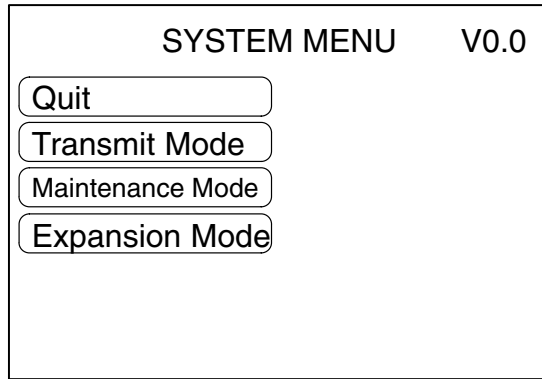 SYSTEM MENU V0.0
Quit
Transmit Mode
Maintenance Mode
Expansion Mode